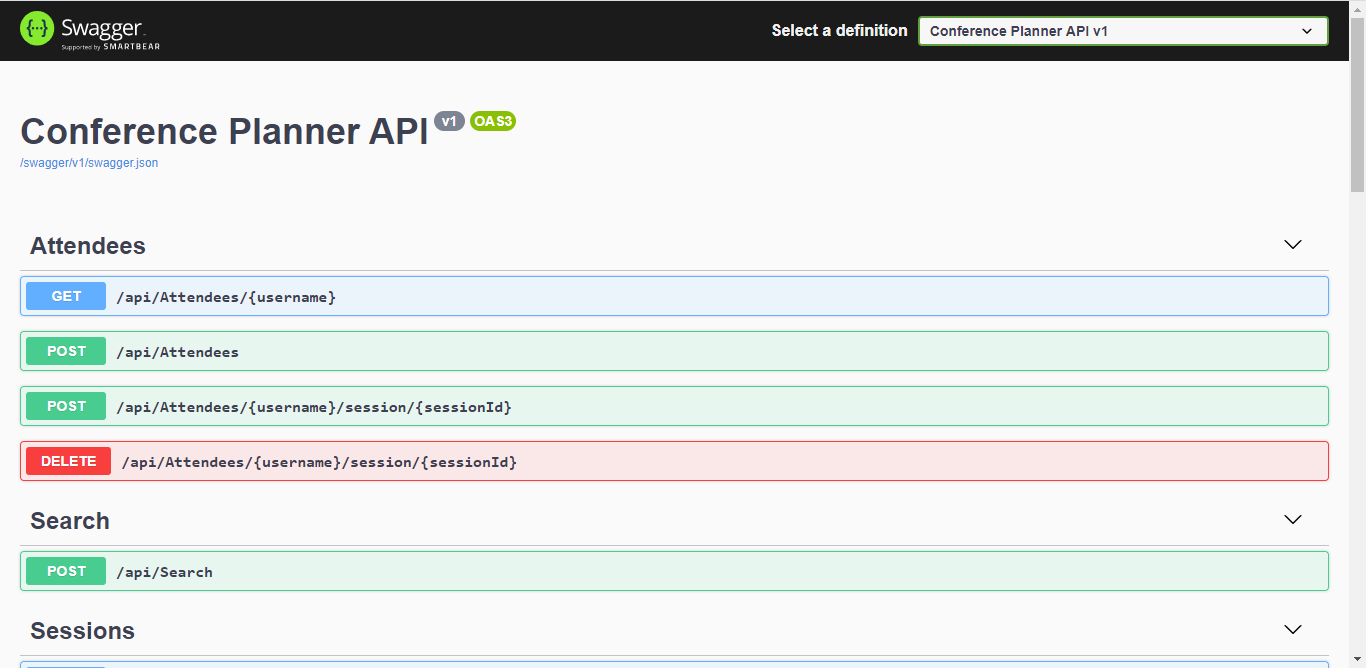 {···} Swagger
Supported by SMARTBEAR
Select a definition
Conference Planner API v1
Conference Planner API v1 OAS3
/swagger/v1/swagger.json
Attendees
GET /api/Attendees/{username}
POST /api/Attendees
POST /api/Attendees/{username}/session/{sessionId}
DELETE /api/Attendees/{username}/session/{sessionId}
Search
POST /api/Search
Sessions